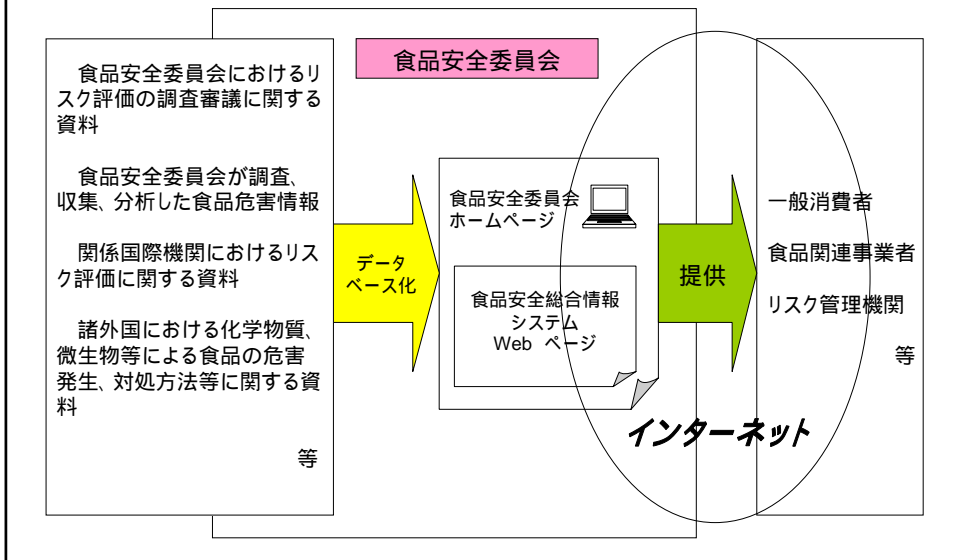 食品安全委員会
食品安全委員会におけるリ
スク評価の調査審議に関する
資料
食品安全委員会が調査、
収集、分析した食品危害情報
関係国際機関におけるリス
ク評価に関する資料
諸外国における化学物質、
微生物等による食品の危害
発生、対処方法等に関する資
料
等
データ
ベース化
食品安全委員会
ホームページ
食品安全総合情報
システム
Web ページ
提供
一般消費者
食品関連事業者
リスク管理機関
等
インターネット